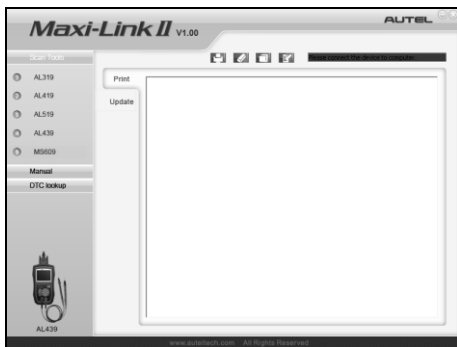 AUTEL
Maxi-Link II V1.00
Scan Tools
Please connect the device to computer.
AL319
AL419
AL519
AL439
MS609
Manual
DTC lookup
Print
Update
AL439
www.auteltech.com All Rights Reserved